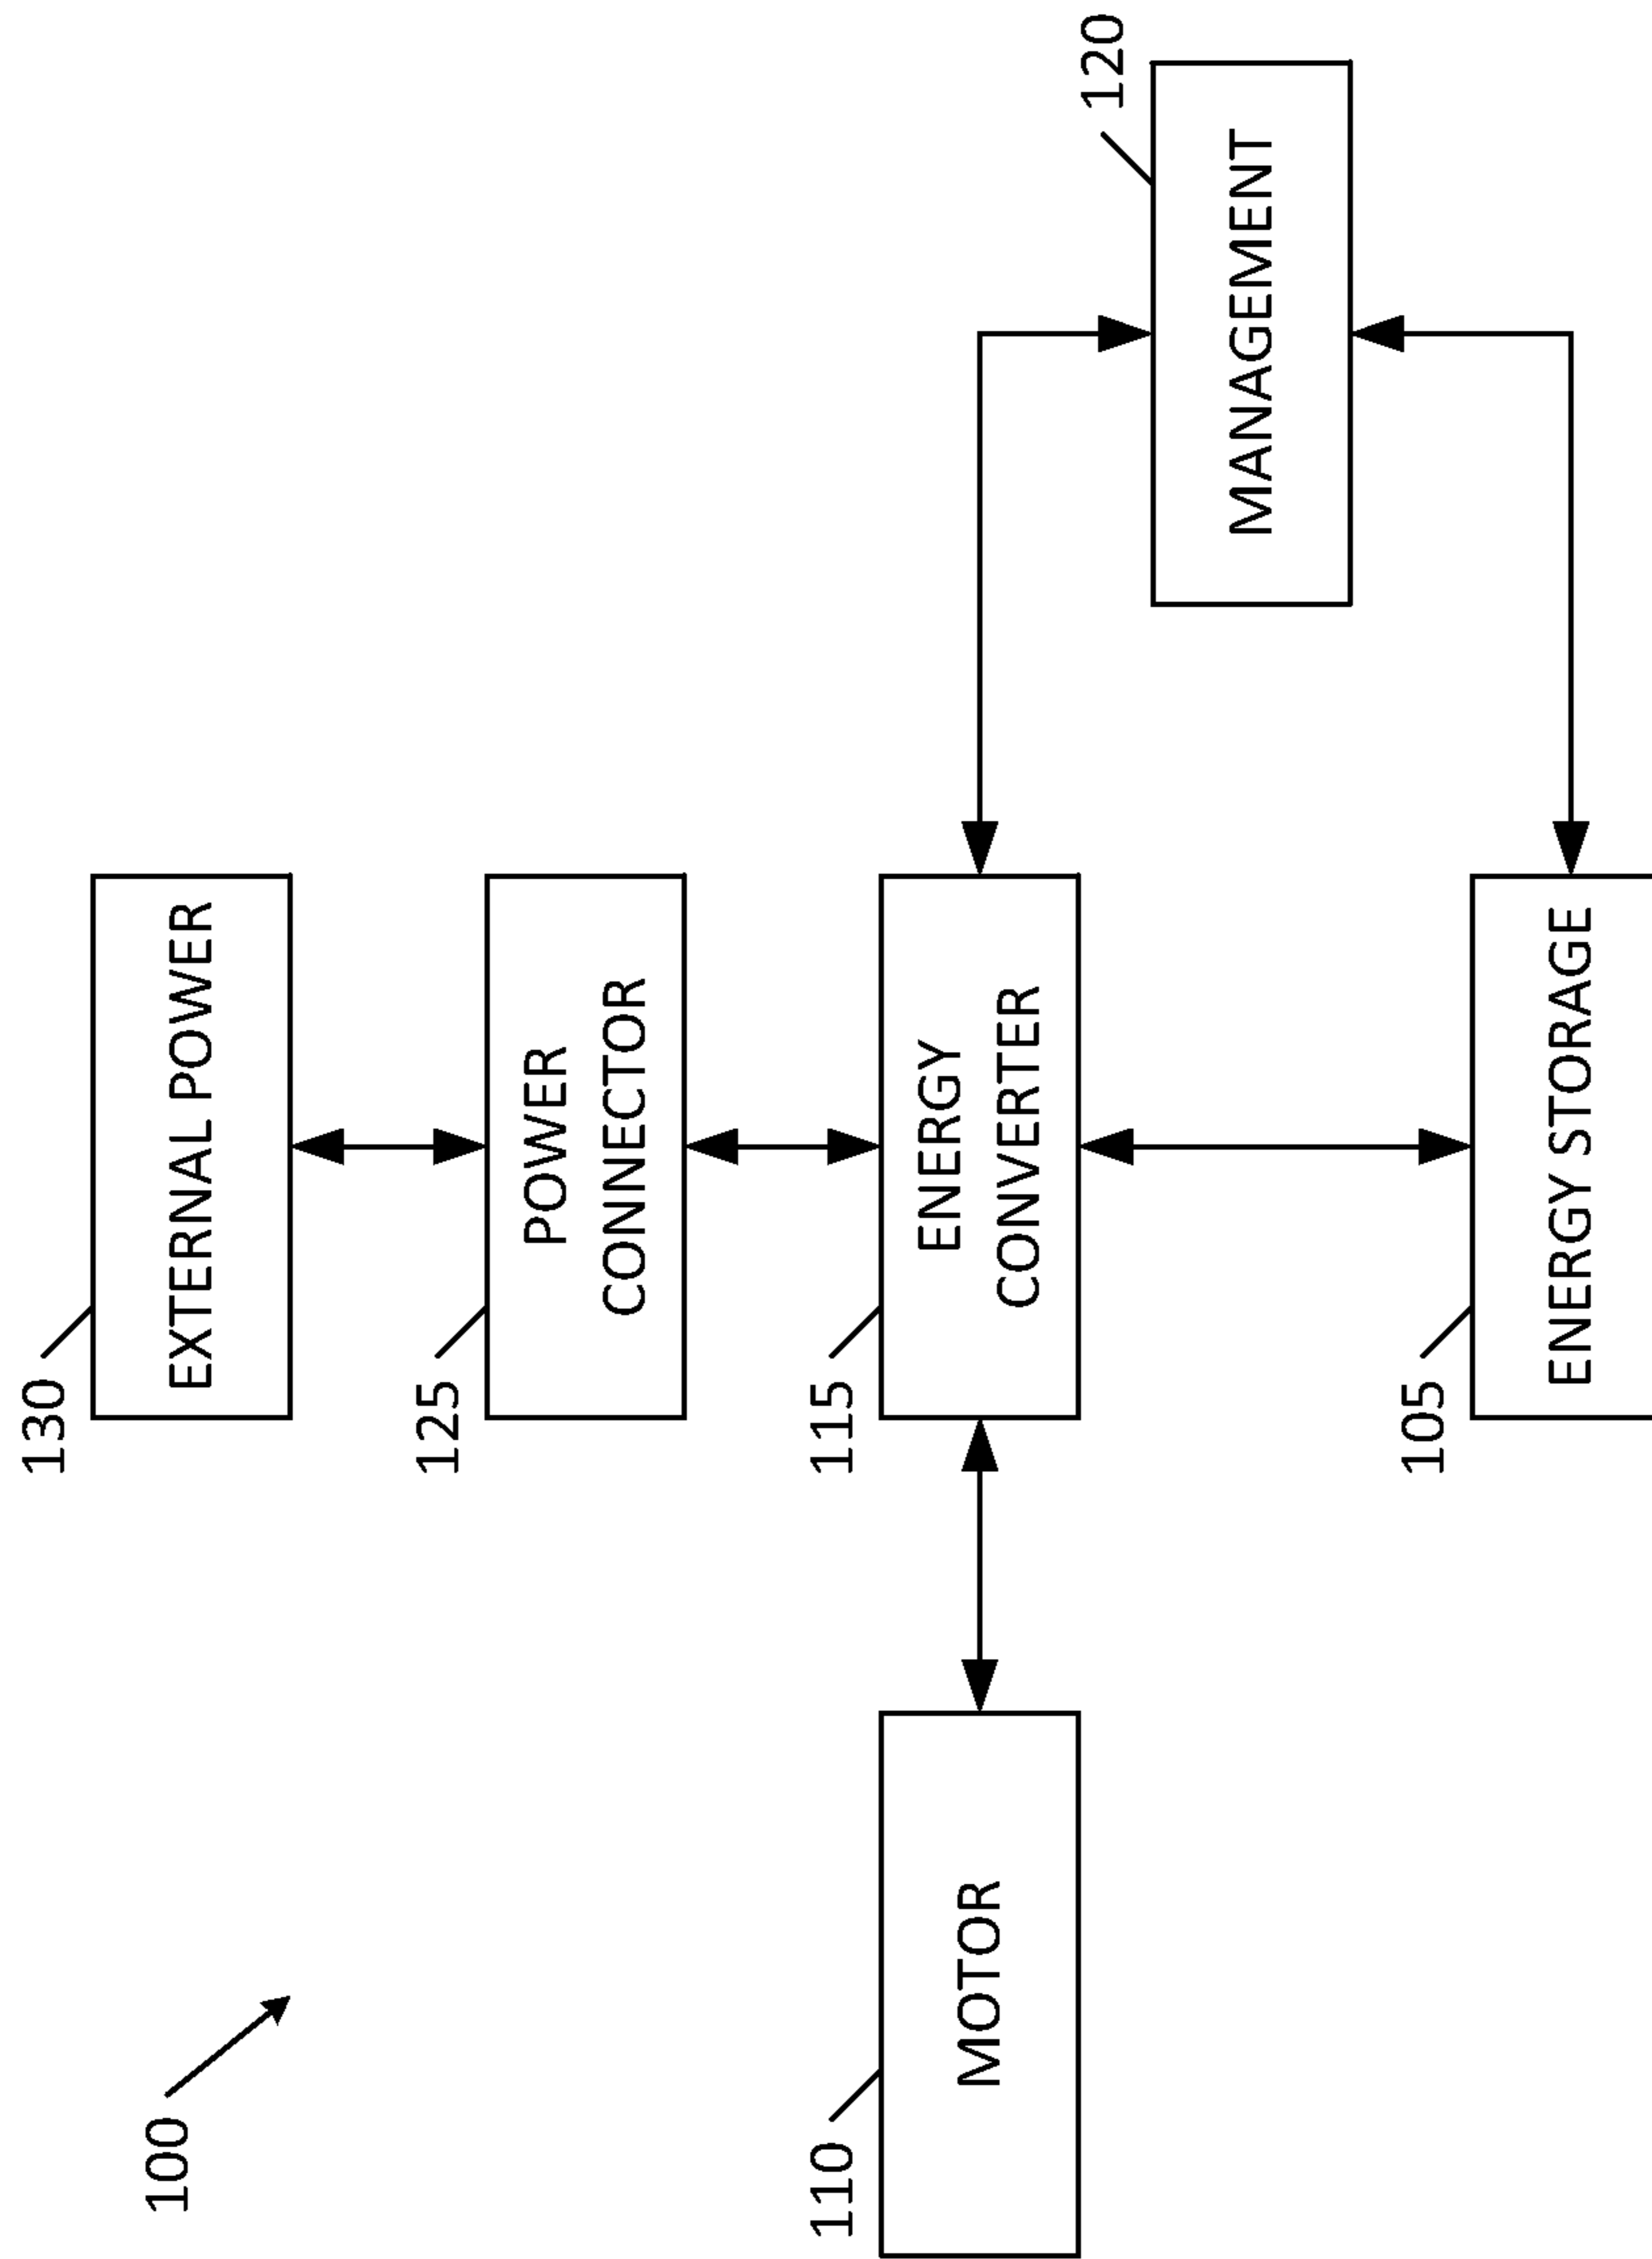 100
130
EXTERNAL POWER
125
POWER
CONNECTOR
110
MOTOR
115
ENERGY
CONVERTER
120
MANAGEMENT
105
ENERGY STORAGE